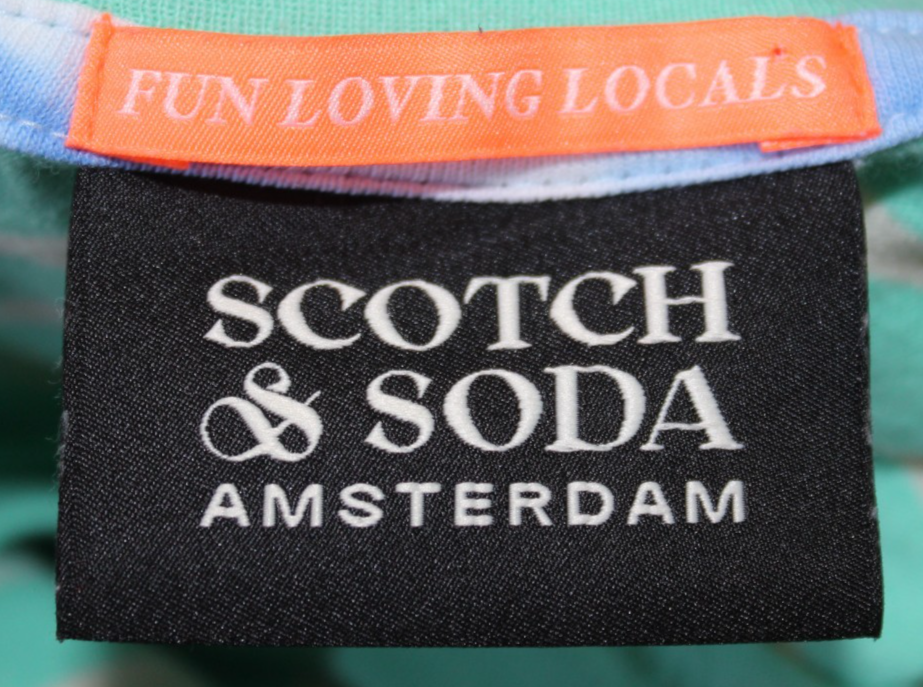 FUN LOVING LOCALS
SCOTCH
& SODA
AMSTERDAM